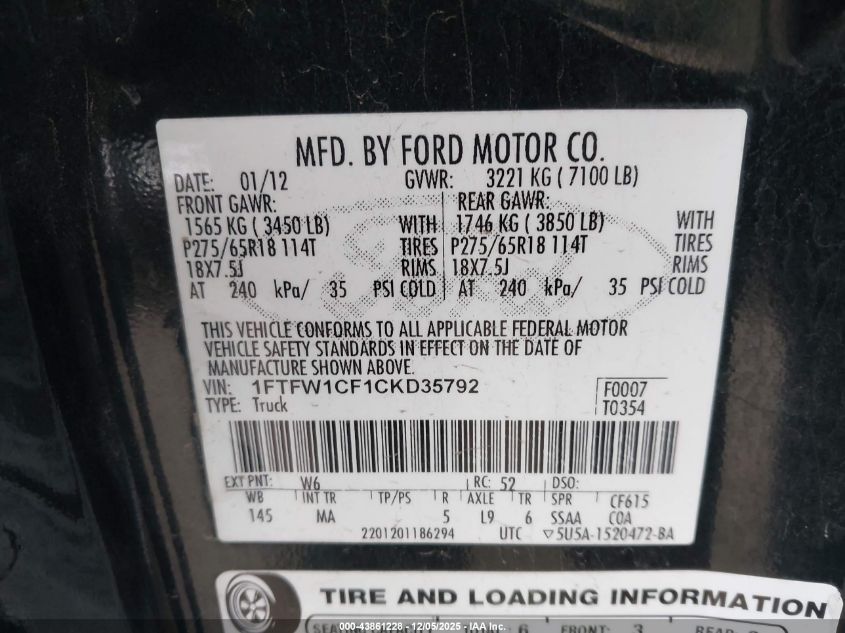 MFD. BY FORD MOTOR CO.
DATE: 01/12 GVWR: 3221 KG ( 7100 LB)
FRONT GAWR: REAR GAWR:
1565 KG ( 3450 LB) WITH 1746 KG ( 3850 LB) WITH
P275/65R18 114T TIRES P275/65R18 114T TIRES
18X7.5J RIMS 18X7.5J RIMS
AT 240 kPa/ 35 PSI COLD AT 240 kPa/ 35 PSI COLD
THIS VEHICLE CONFORMS TO ALL APPLICABLE FEDERAL MOTOR
VEHICLE SAFETY STANDARDS IN EFFECT ON THE DATE OF
MANUFACTURE SHOWN ABOVE.
VIN: 1FTFW1CF1CKD35792 F0007
TYPE: Truck T0354
EXT PNT: W6 RC: 52 DSO:
WB INT TR TP/PS R AXLE TR SPR CF615
145 MA 5 L9 6 SSAA COA
2201201186294 UTC ▽5U5A-1520472-BA
TIRE AND LOADING INFORMATION
6 FRONT: 3 REAR:
000-43861228 - 12/05/2025 - IAA, Inc.